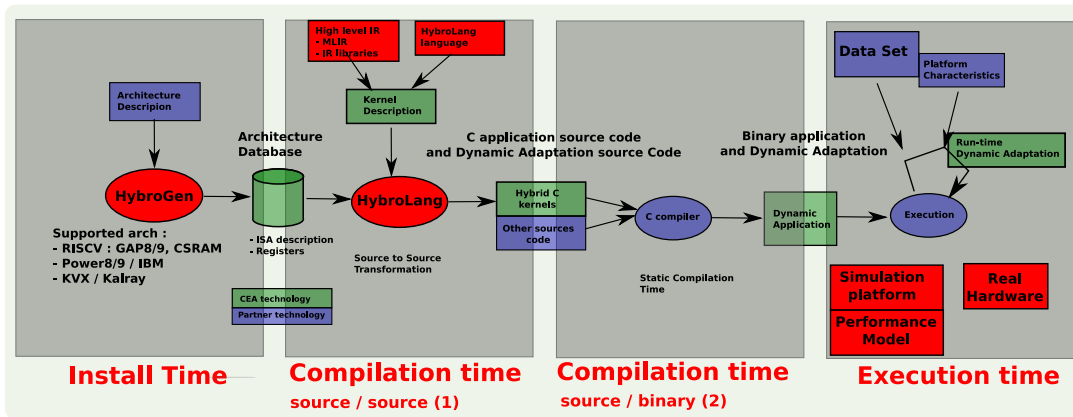 Architecture
Descripion
HybroGen
Supported arch :
- RISCV : GAP8/9, CSRAM
- Power8/9 / IBM
- KVX / Kalray
Install Time
Architecture
Database
- ISA description
- Registers
CEA technology
Partner technology
High level IR
- MLIR
- IR libraries
HybroLang
language
Kernel
Description
HybroLang
Source to Source
Transformation
Compilation time
source / source (1)
C application source code
and Dynamic Adaptation source Code
Hybrid C
kernels
Other sources
code
C compiler
Static Compilation
Time
Compilation time
source / binary (2)
Binary application
and Dynamic Adaptation
Dynamic
Application
Data Set
Platform
Characteristics
Run-time
Dynamic Adaptation
Execution
Simulation
platform
Performance
Model
Real
Hardware
Execution time